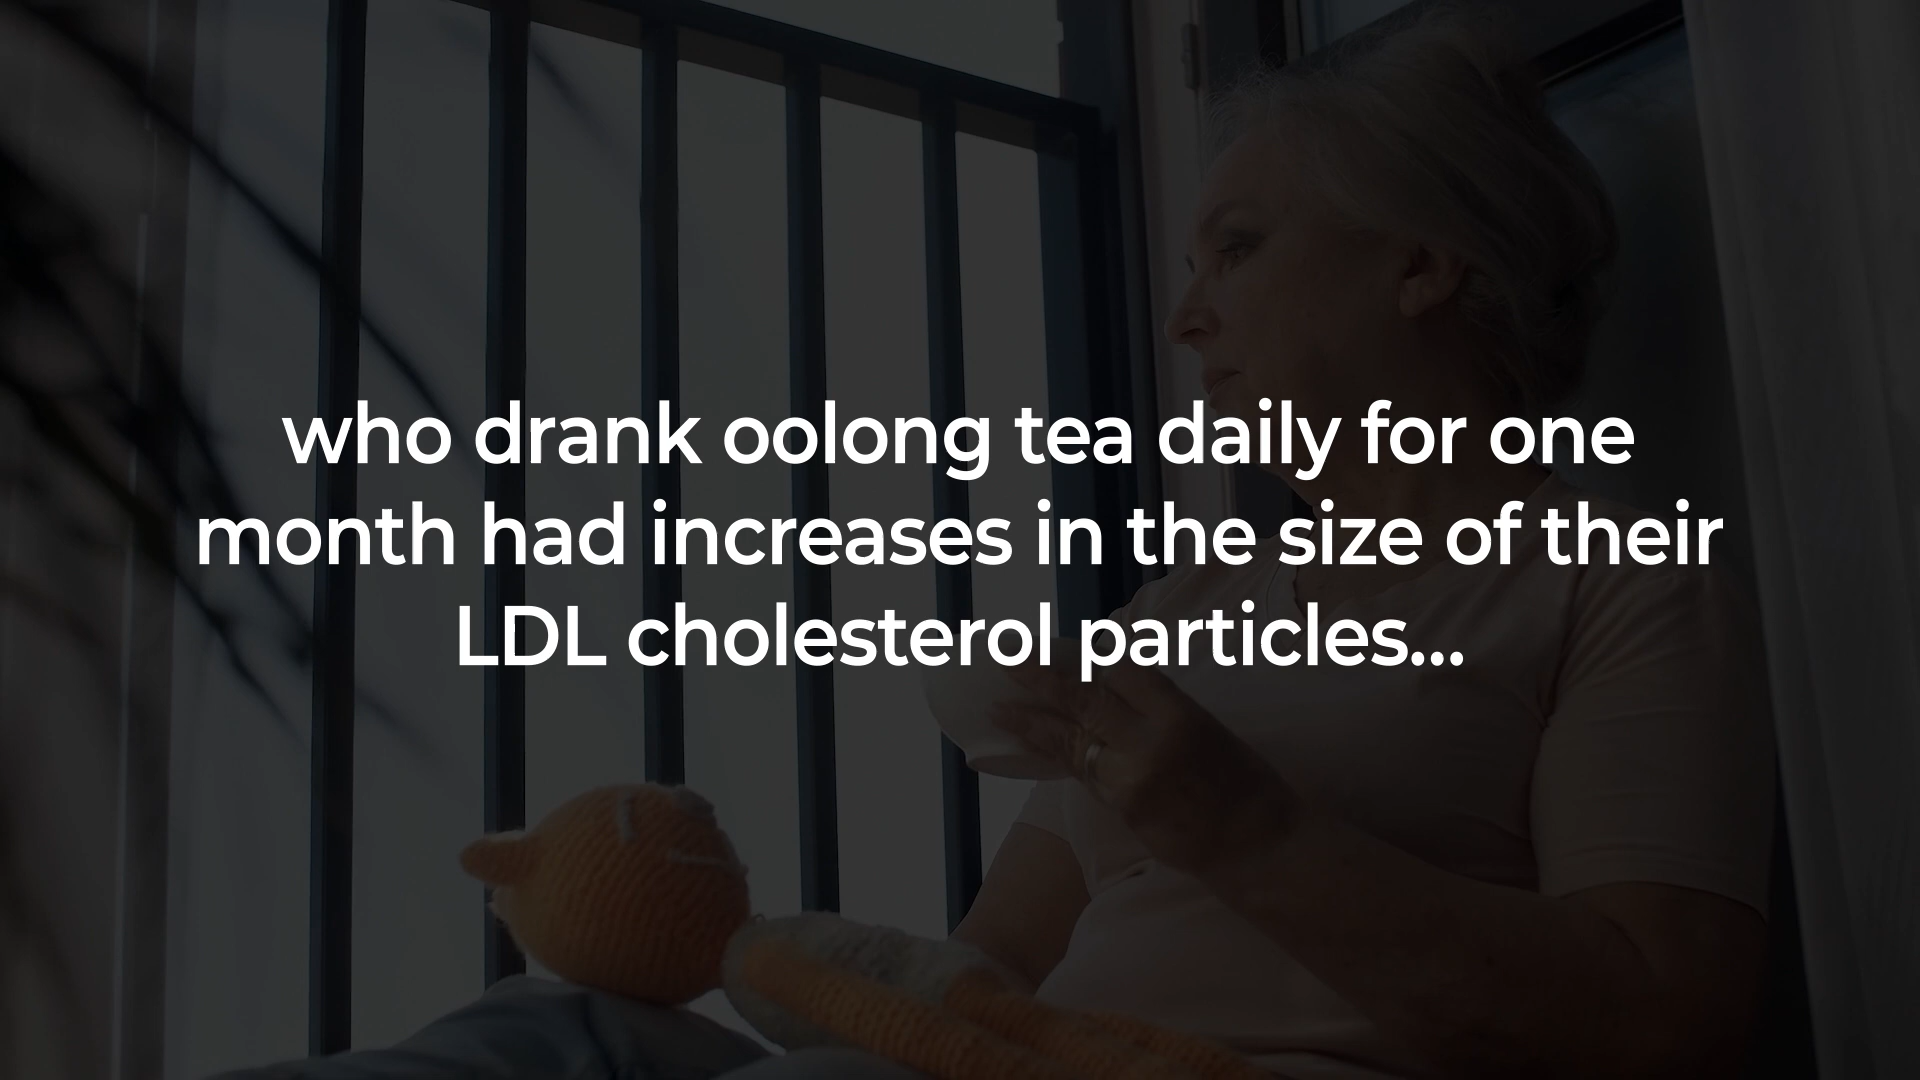 who drank oolong tea daily for one
month had increases in the size of their
LDL cholesterol particles...